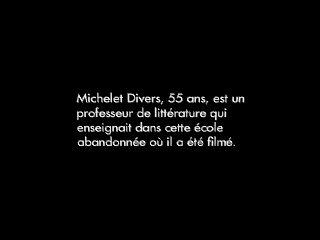 Michelet Divers, 55 ans, est un
professeur de littérature qui
enseignait dans cette école
abandonnée où il a été filmé.